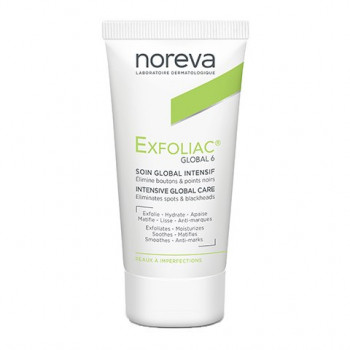 noreva
LABORATOIRE DERMATOLOGIQUE
EXFOLIAC®
GLOBAL 6
SOIN GLOBAL INTENSIF
Élimine boutons & points noirs
INTENSIVE GLOBAL CARE
Eliminates spots & blackheads
Exfolie - Hydrate - Apaise
Matifie - Lisse - Anti-marques
Exfoliates - Moisturizes
Soothes - Matifies
Smoothes - Anti-marks
PEAUX À IMPERFECTIONS